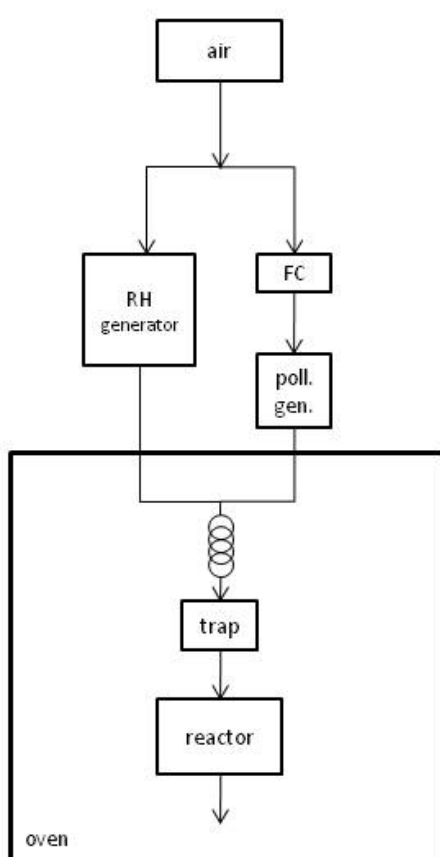 air
RH
generator
FC
poll.
gen.
trap
reactor
oven